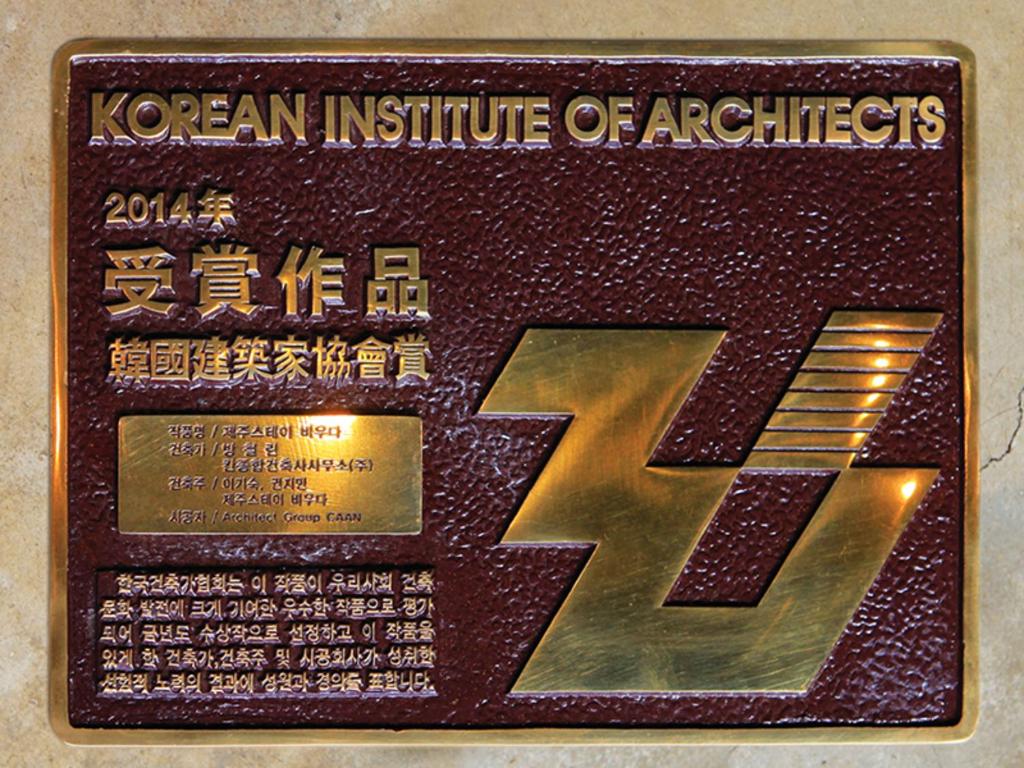 KOREAN INSTITUTE OF ARCHITECTS
2014年
受賞作品
韓國建築家協會賞
작품명 / 제주스테이 비우다
건축가 / 방 철 린
칸종합건축사사무소(주)
건축주 / 이기숙, 권지민
제주스테이 비우다
시공자 / Architect Group CAAN
한국건축가협회는 이 작품이 우리사회 건축
문화 발전에 크게 기여한 우수한 작품으로 평가
되어 금년도 수상작으로 선정하고 이 작품을
있게 한 건축가,건축주 및 시공회사가 성취한
선험적 노력의 결과에 성원과 경의를 표합니다.